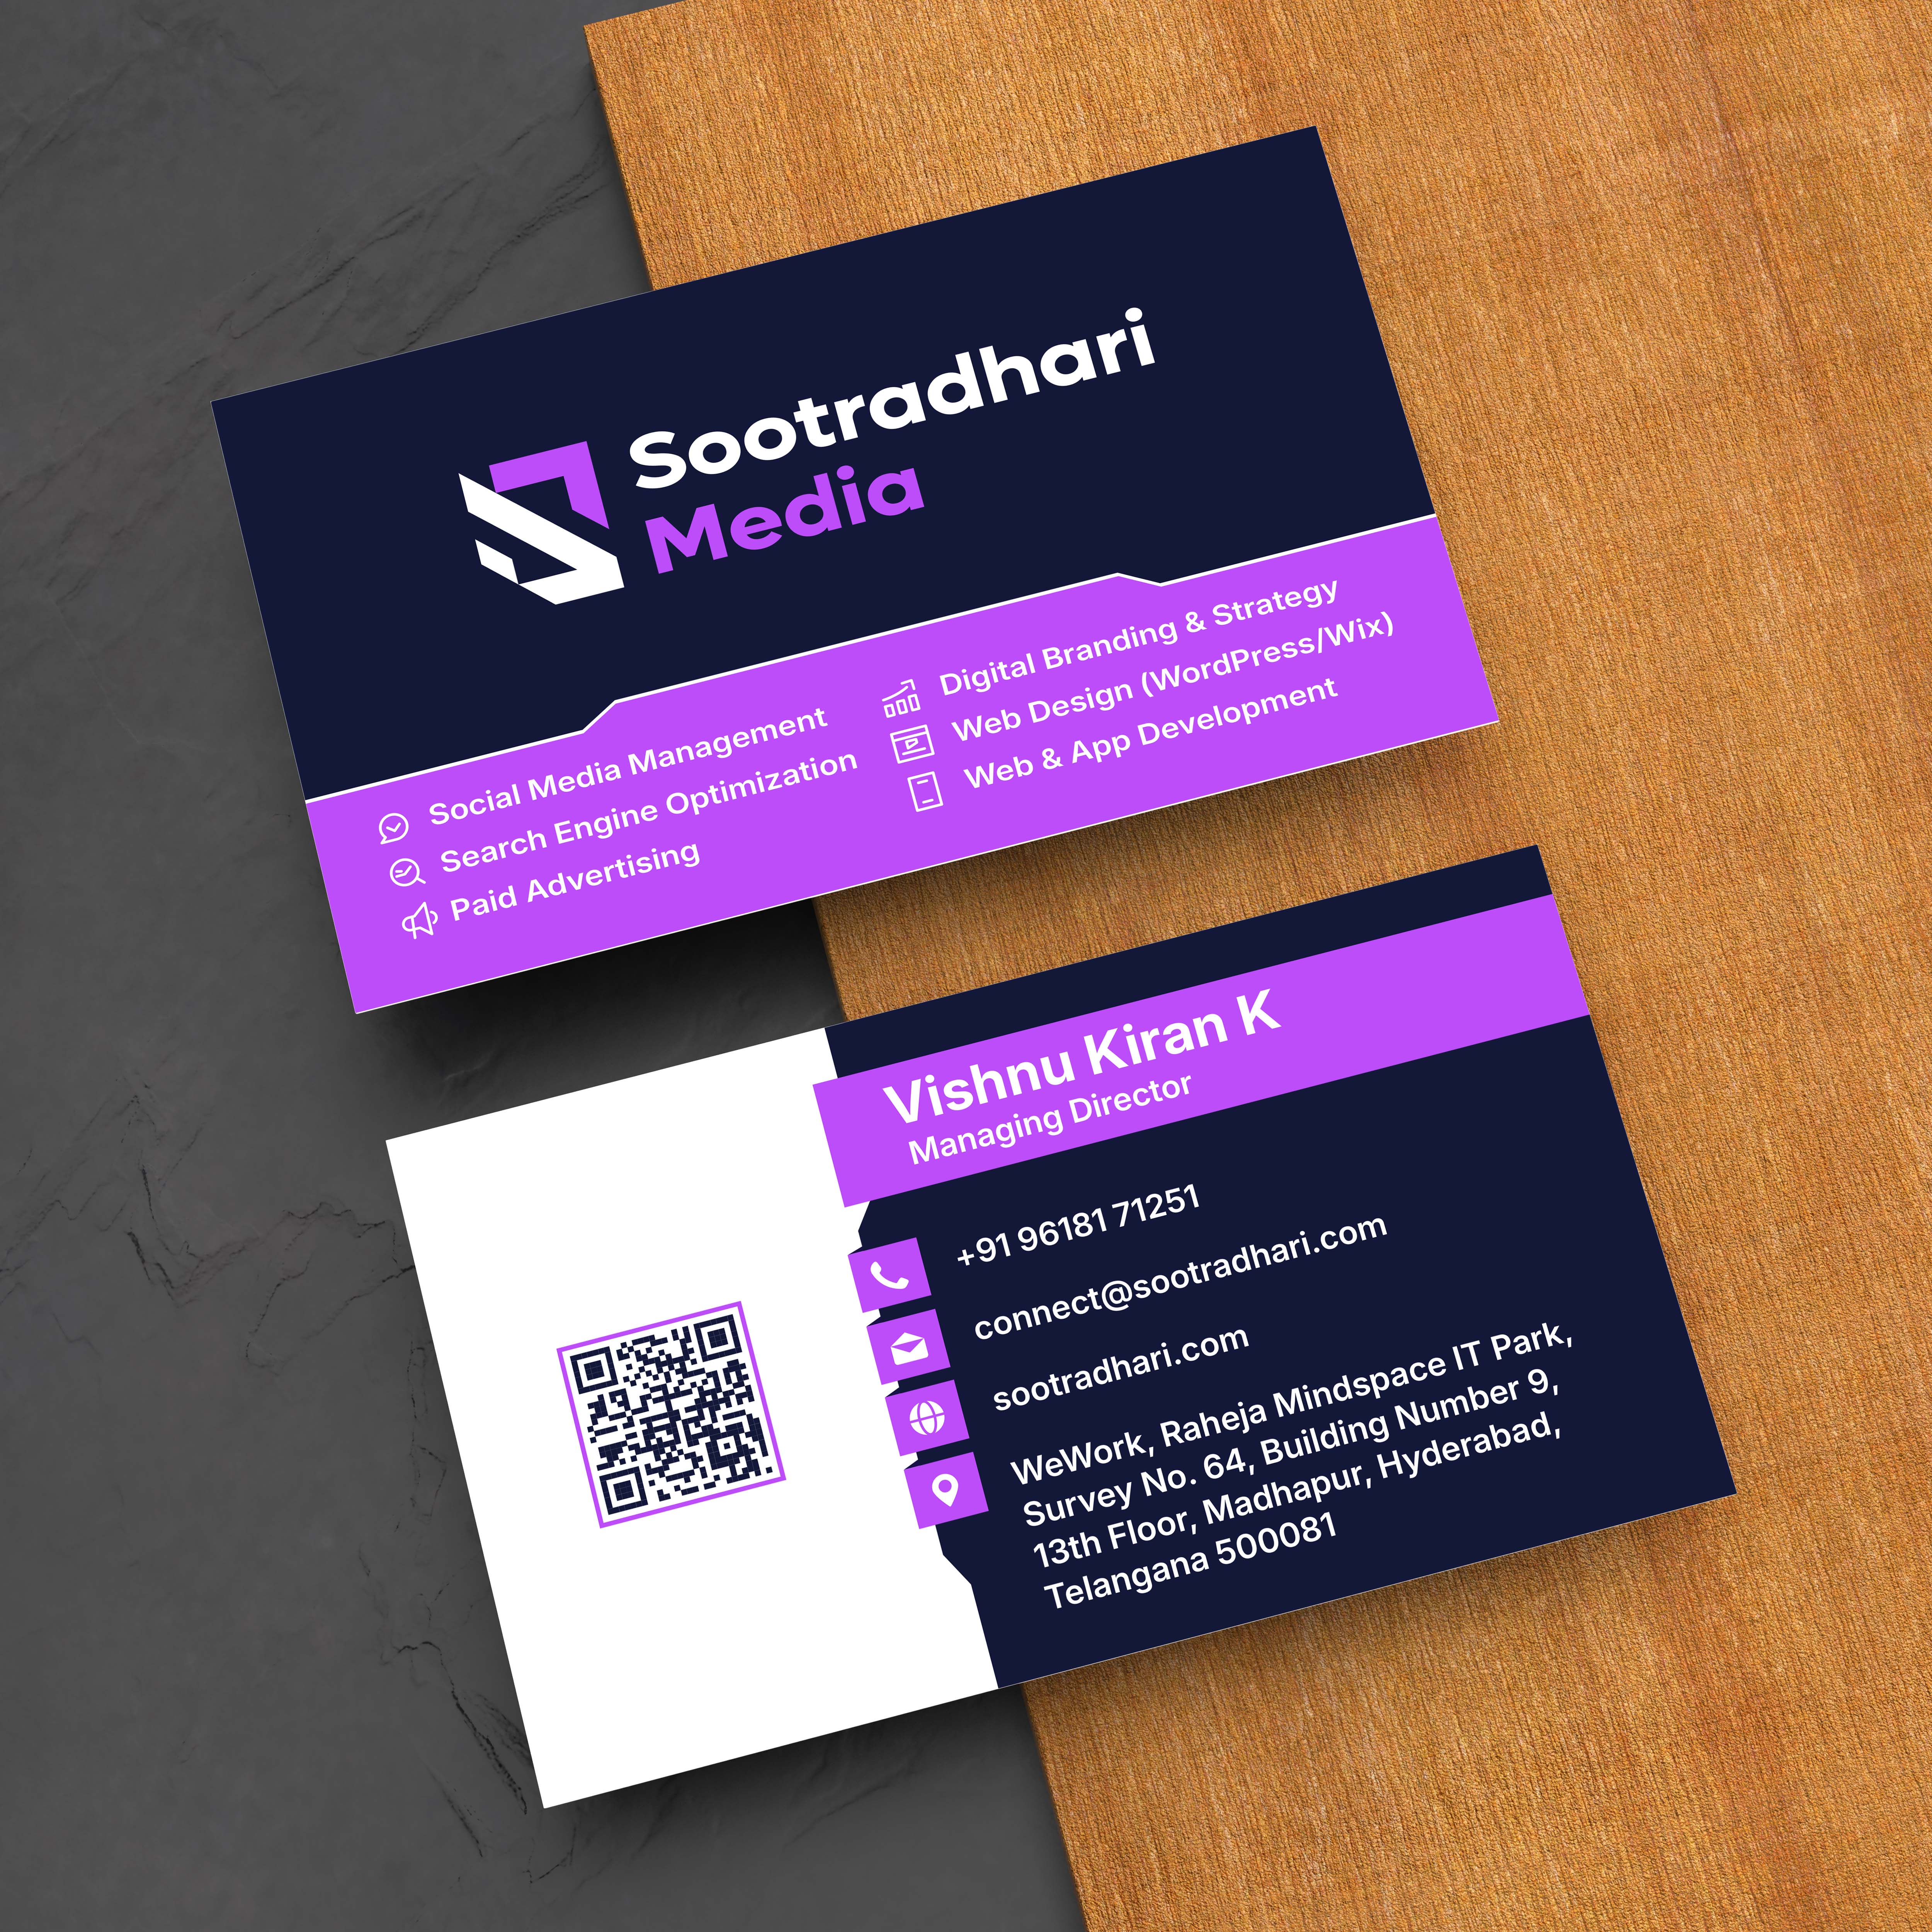 Sootradhari
Media
Social Media Management
Search Engine Optimization
Paid Advertising
Digital Branding & Strategy
Web Design (WordPress/Wix)
Web & App Development
Vishnu Kiran K
Managing Director
+91 96181 71251
connect@sootradhari.com
sootradhari.com
WeWork, Raheja Mindspace IT Park,
Survey No. 64, Building Number 9,
13th Floor, Madhapur, Hyderabad,
Telangana 500081